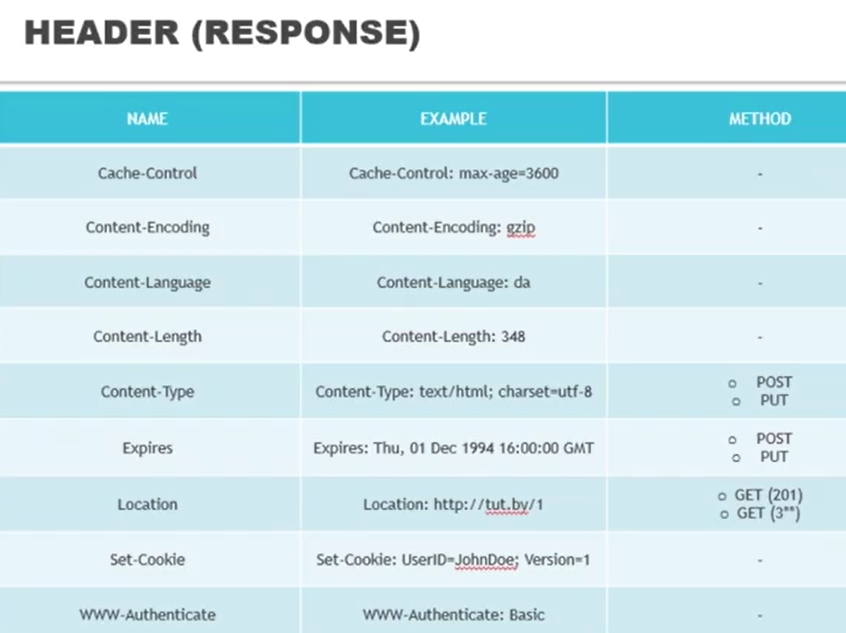 HEADER (RESPONSE)
NAME EXAMPLE METHOD
Cache-Control Cache-Control: max-age=3600 -
Content-Encoding Content-Encoding: gzip -
Content-Language Content-Language: da -
Content-Length Content-Length: 348 -
Content-Type Content-Type: text/html; charset=utf-8 o POST
o PUT
Expires Expires: Thu, 01 Dec 1994 16:00:00 GMT o POST
o PUT
Location Location: http://tut.by/1 o GET (201)
o GET (3**)
Set-Cookie Set-Cookie: UserID=JohnDoe; Version=1 -
WWW-Authenticate WWW-Authenticate: Basic -